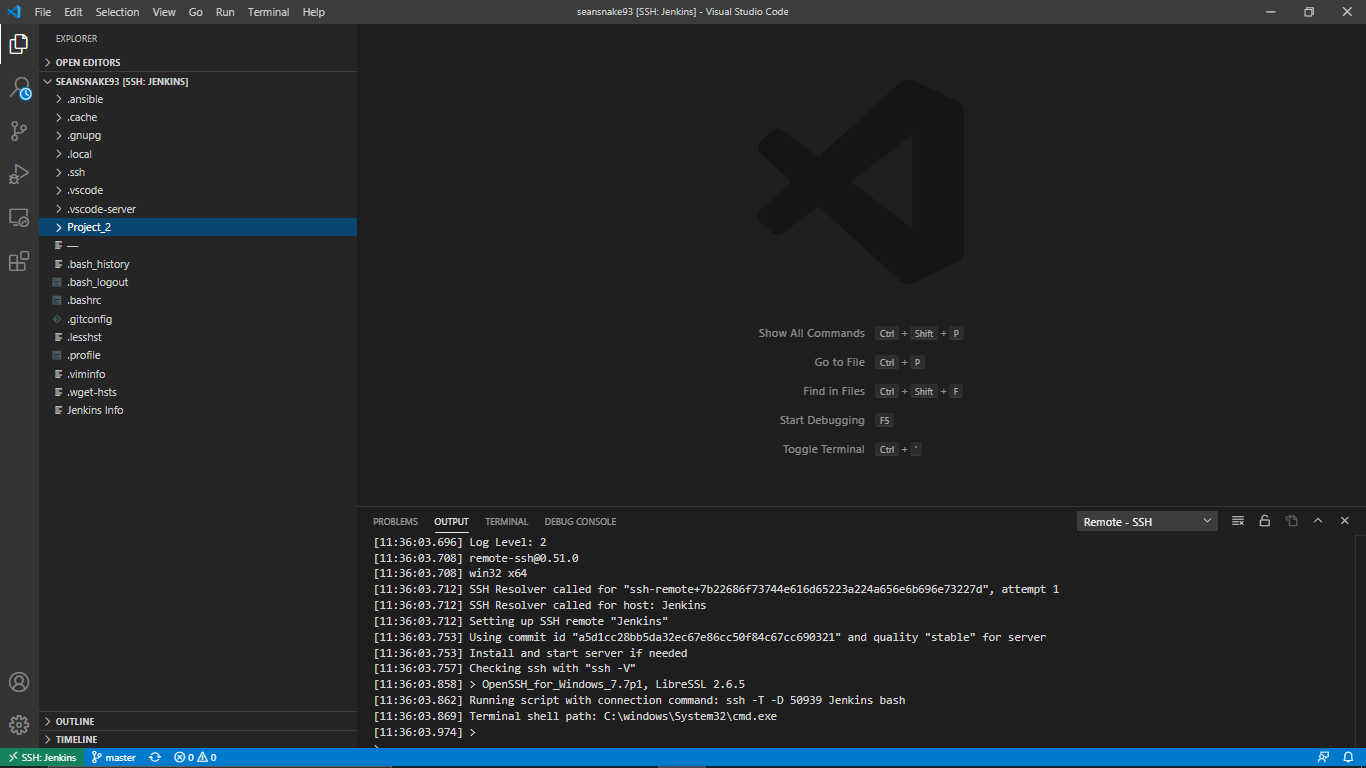 File Edit Selection View Go Run Terminal Help
seansnake93 [SSH: Jenkins] - Visual Studio Code
EXPLORER
OPEN EDITORS
SEANSNAKE93 [SSH: JENKINS]
.ansible
.cache
.gnupg
.local
.ssh
.vscode
.vscode-server
Project_2
—
.bash_history
.bash_logout
.bashrc
.gitconfig
.lesshst
.profile
.viminfo
.wget-hsts
Jenkins Info
OUTLINE
TIMELINE
Show All Commands Ctrl + Shift + P
Go to File Ctrl + P
Find in Files Ctrl + Shift + F
Start Debugging F5
Toggle Terminal Ctrl + `
PROBLEMS OUTPUT TERMINAL DEBUG CONSOLE
Remote - SSH
[11:36:03.696] Log Level: 2
[11:36:03.708] remote-ssh@0.51.0
[11:36:03.708] win32 x64
[11:36:03.712] SSH Resolver called for "ssh-remote+7b22686f73744e616d65223a224a656e6b696e73227d", attempt 1
[11:36:03.712] SSH Resolver called for host: Jenkins
[11:36:03.712] Setting up SSH remote "Jenkins"
[11:36:03.753] Using commit id "a5d1cc28bb5da32ec67e86cc50f84c67cc690321" and quality "stable" for server
[11:36:03.753] Install and start server if needed
[11:36:03.757] Checking ssh with "ssh -V"
[11:36:03.858] > OpenSSH_for_Windows_7.7p1, LibreSSL 2.6.5
[11:36:03.862] Running script with connection command: ssh -T -D 50939 Jenkins bash
[11:36:03.869] Terminal shell path: C:\windows\System32\cmd.exe
[11:36:03.974] >
SSH: Jenkins master 0 0